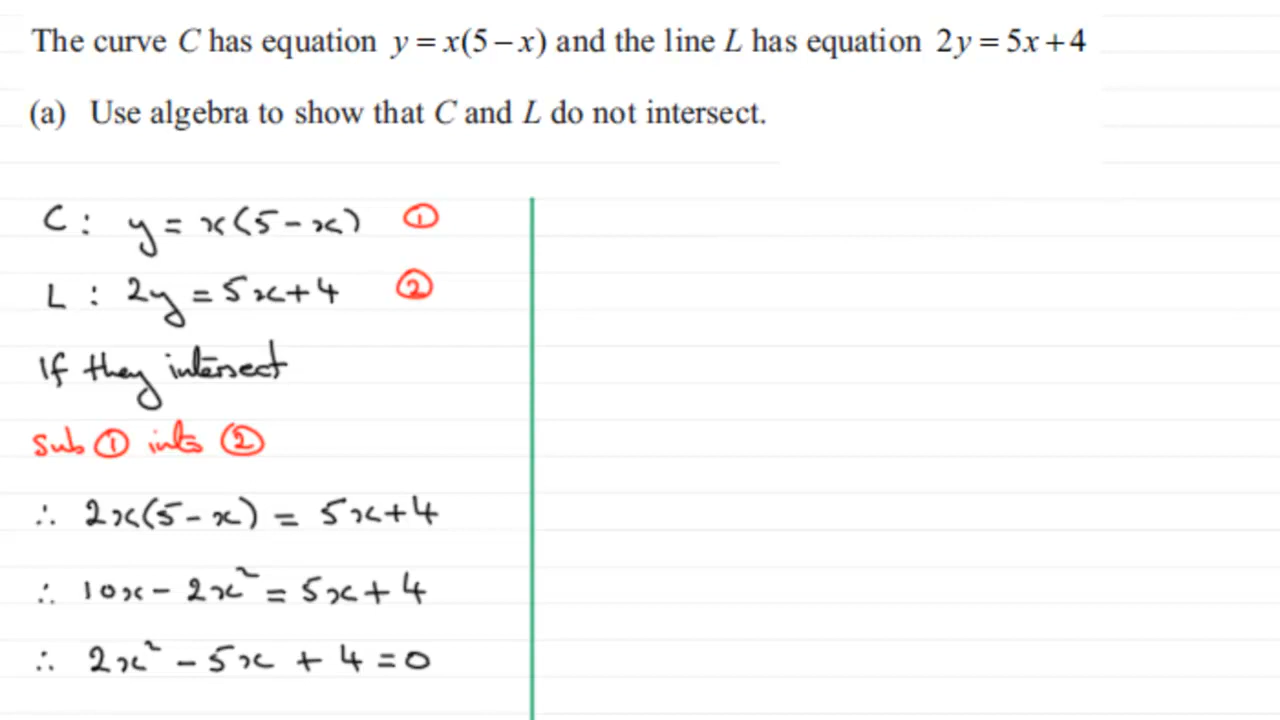 The curve C has equation y = x(5 − x) and the line L has equation 2y = 5x + 4
(a) Use algebra to show that C and L do not intersect.
C : y = x(5 − x) ①
L : 2y = 5x + 4 ②
If they intersect
Sub ① into ②
∴ 2x(5 − x) = 5x + 4
∴ 10x − 2x² = 5x + 4
∴ 2x² − 5x + 4 = 0